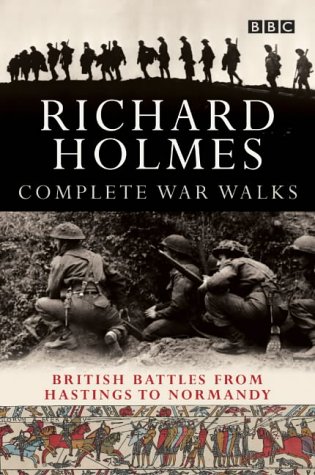 BBC
RICHARD
HOLMES
COMPLETE WAR WALKS
BRITISH BATTLES FROM
HASTINGS TO NORMANDY